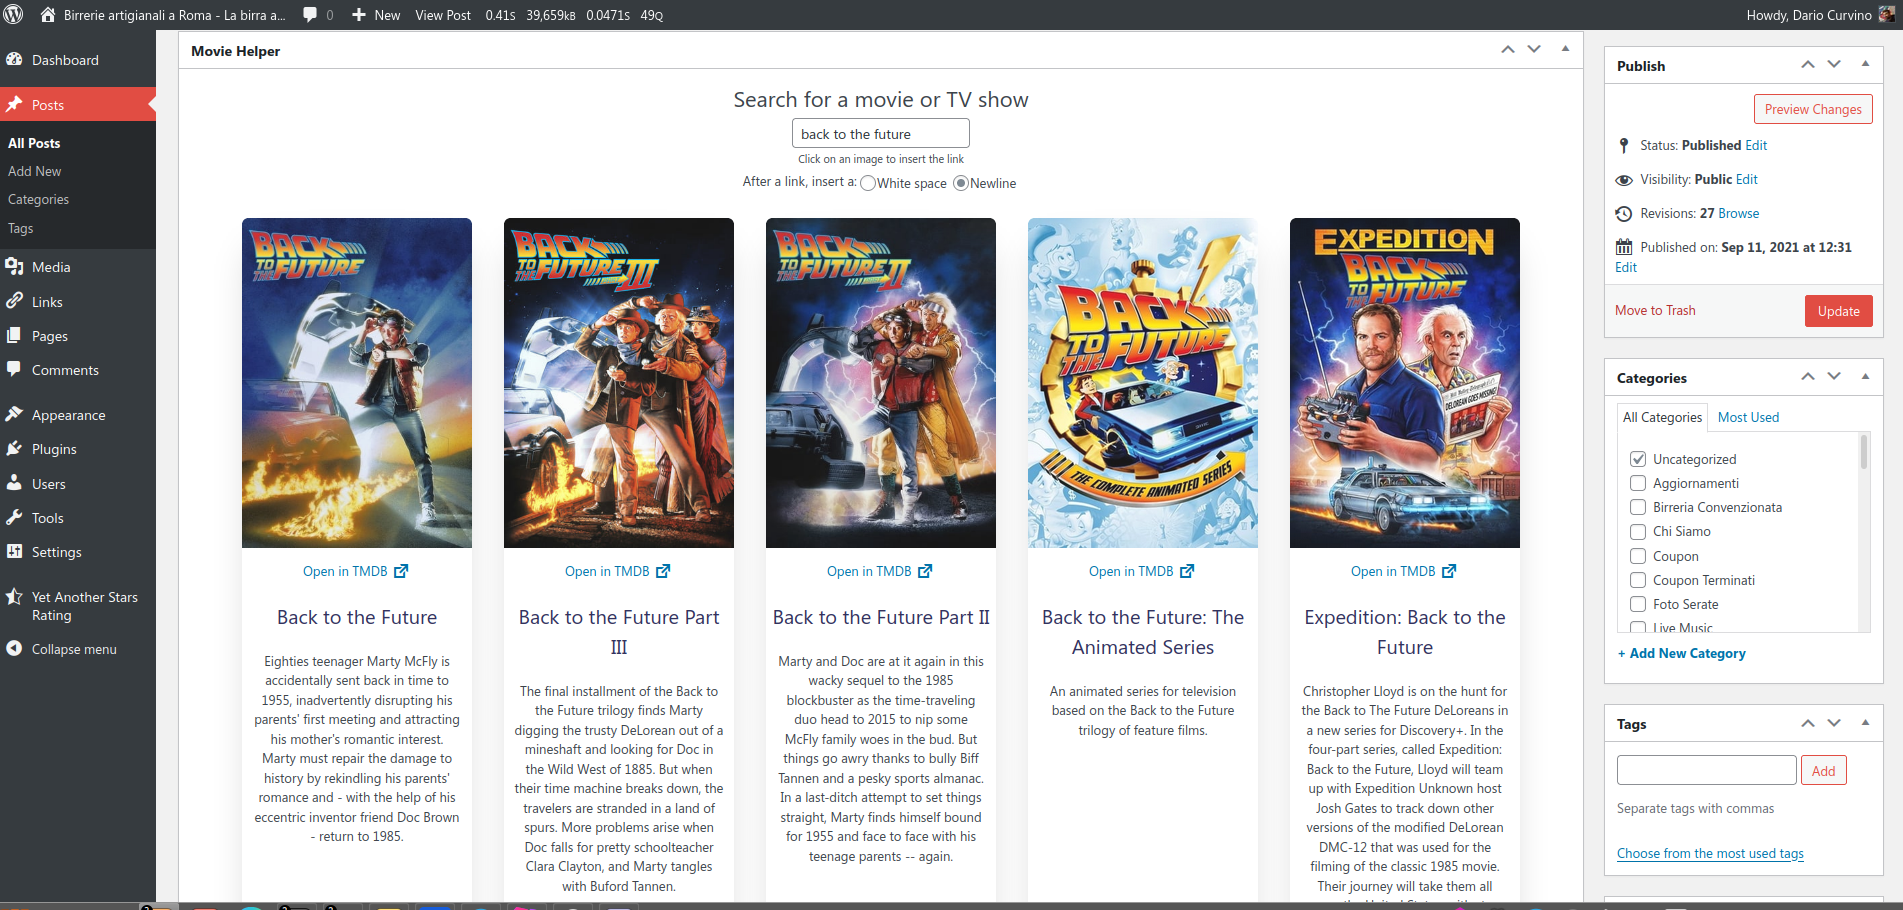 Birrerie artigianali a Roma - La birra a...
0
New
View Post
0.41S 39,659KB 0.0471S 49Q
Howdy, Dario Curvino
Dashboard
Posts
All Posts
Add New
Categories
Tags
Media
Links
Pages
Comments
Appearance
Plugins
Users
Tools
Settings
Yet Another Stars
Rating
Collapse menu
Movie Helper
Search for a movie or TV show
back to the future
Click on an image to insert the link
After a link, insert a: White space Newline
BACK
TO
THE FUTURE
Open in TMDB
Back to the Future
Eighties teenager Marty McFly is
accidentally sent back in time to
1955, inadvertently disrupting his
parents' first meeting and attracting
his mother's romantic interest.
Marty must repair the damage to
history by rekindling his parents'
romance and - with the help of his
eccentric inventor friend Doc Brown
- return to 1985.
BACK
TO
THE FUTURE III
Open in TMDB
Back to the Future Part
III
The final installment of the Back to
the Future trilogy finds Marty
digging the trusty DeLorean out of a
mineshaft and looking for Doc in
the Wild West of 1885. But when
their time machine breaks down, the
travelers are stranded in a land of
spurs. More problems arise when
Doc falls for pretty schoolteacher
Clara Clayton, and Marty tangles
with Buford Tannen.
BACK
TO
THE FUTURE II
Open in TMDB
Back to the Future Part II
Marty and Doc are at it again in this
wacky sequel to the 1985
blockbuster as the time-traveling
duo head to 2015 to nip some
McFly family woes in the bud. But
things go awry thanks to bully Biff
Tannen and a pesky sports almanac.
In a last-ditch attempt to set things
straight, Marty finds himself bound
for 1955 and face to face with his
teenage parents -- again.
BACK
TO
THE FUTURE
THE COMPLETE ANIMATED SERIES
Open in TMDB
Back to the Future: The
Animated Series
An animated series for television
based on the Back to the Future
trilogy of feature films.
EXPEDITION
BACK
TO
THE FUTURE
DELOREAN GOES MISSING!
Open in TMDB
Expedition: Back to the
Future
Christopher Lloyd is on the hunt for
the Back to The Future DeLoreans in
a new series for Discovery+. In the
four-part series, called Expedition:
Back to the Future, Lloyd will team
up with Expedition Unknown host
Josh Gates to track down other
versions of the modified DeLorean
DMC-12 that was used for the
filming of the classic 1985 movie.
Their journey will take them all
Publish
Preview Changes
Status: Published Edit
Visibility: Public Edit
Revisions: 27 Browse
Published on: Sep 11, 2021 at 12:31
Edit
Move to Trash
Update
Categories
All Categories
Most Used
Uncategorized
Aggiornamenti
Birreria Convenzionata
Chi Siamo
Coupon
Coupon Terminati
Foto Serate
Live Music
+ Add New Category
Tags
Add
Separate tags with commas
Choose from the most used tags